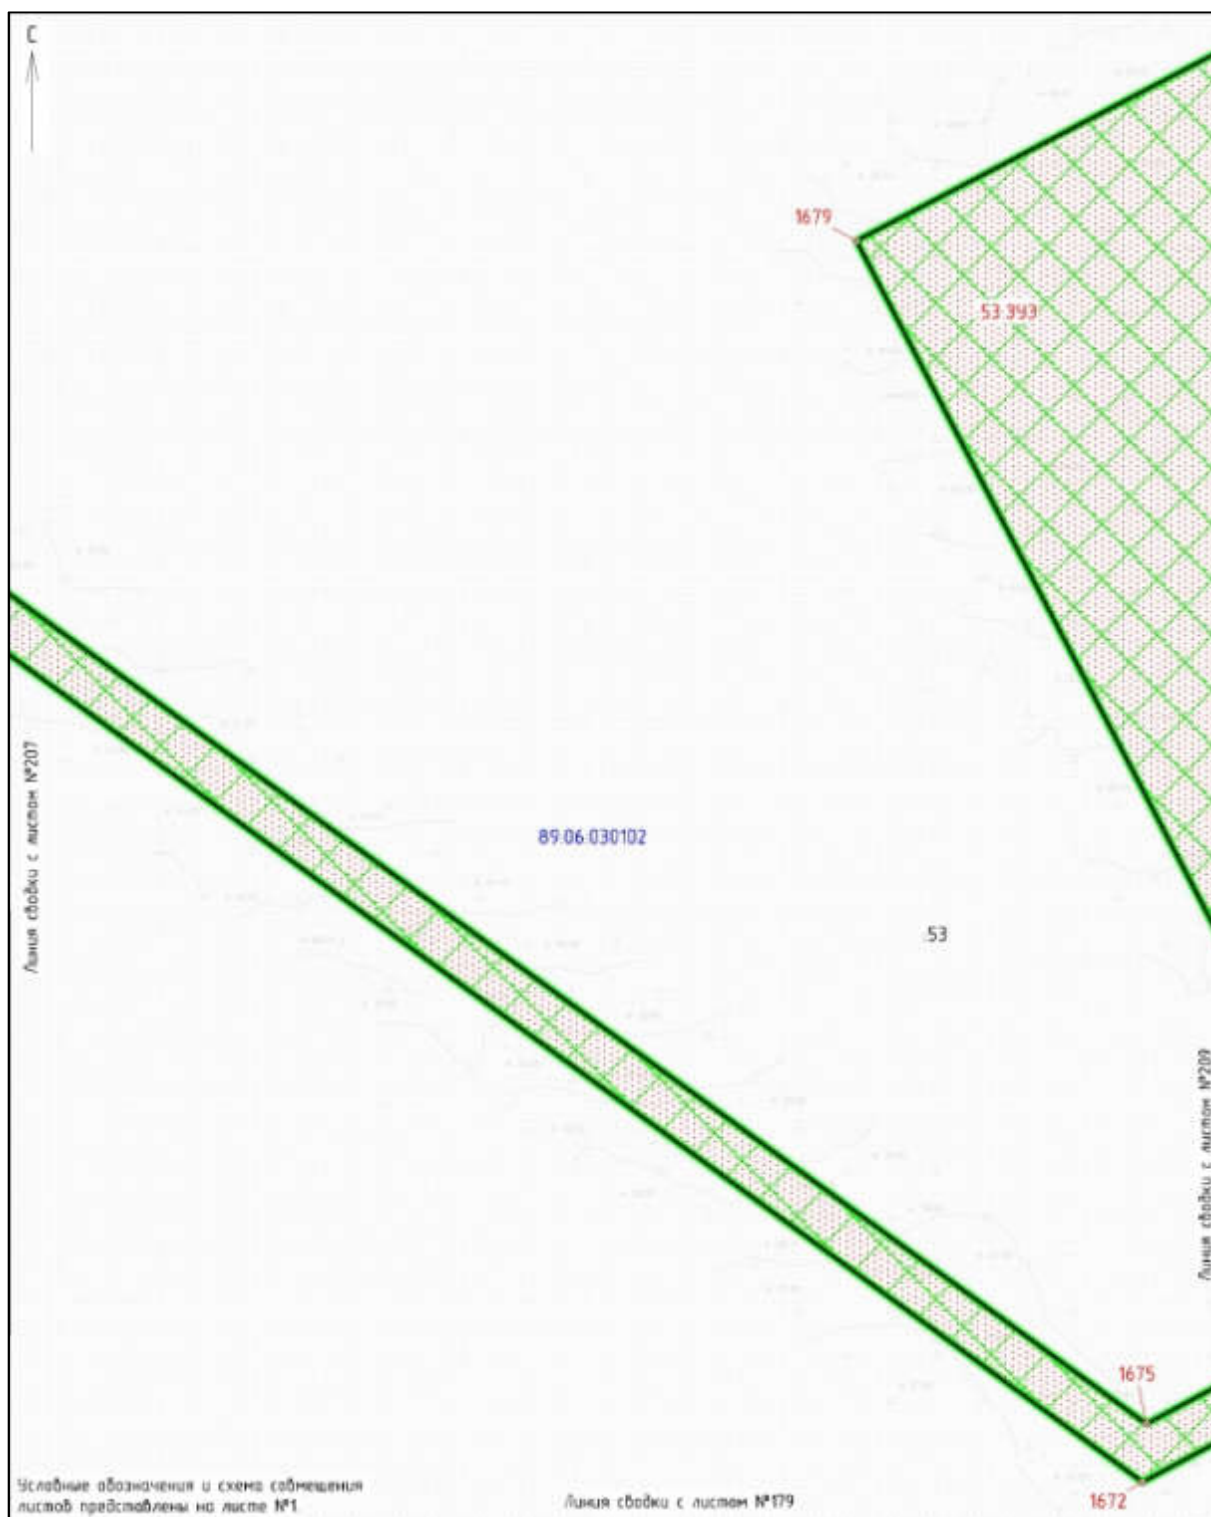 С
1679
53:ЗУ3
Линия сводки с листом №207
89:06:030102
:53
Линия сводки с листом №209
1675
Условные обозначения и схема совмещения
листов представлены на листе №1.
Линия сводки с листом №179
1672